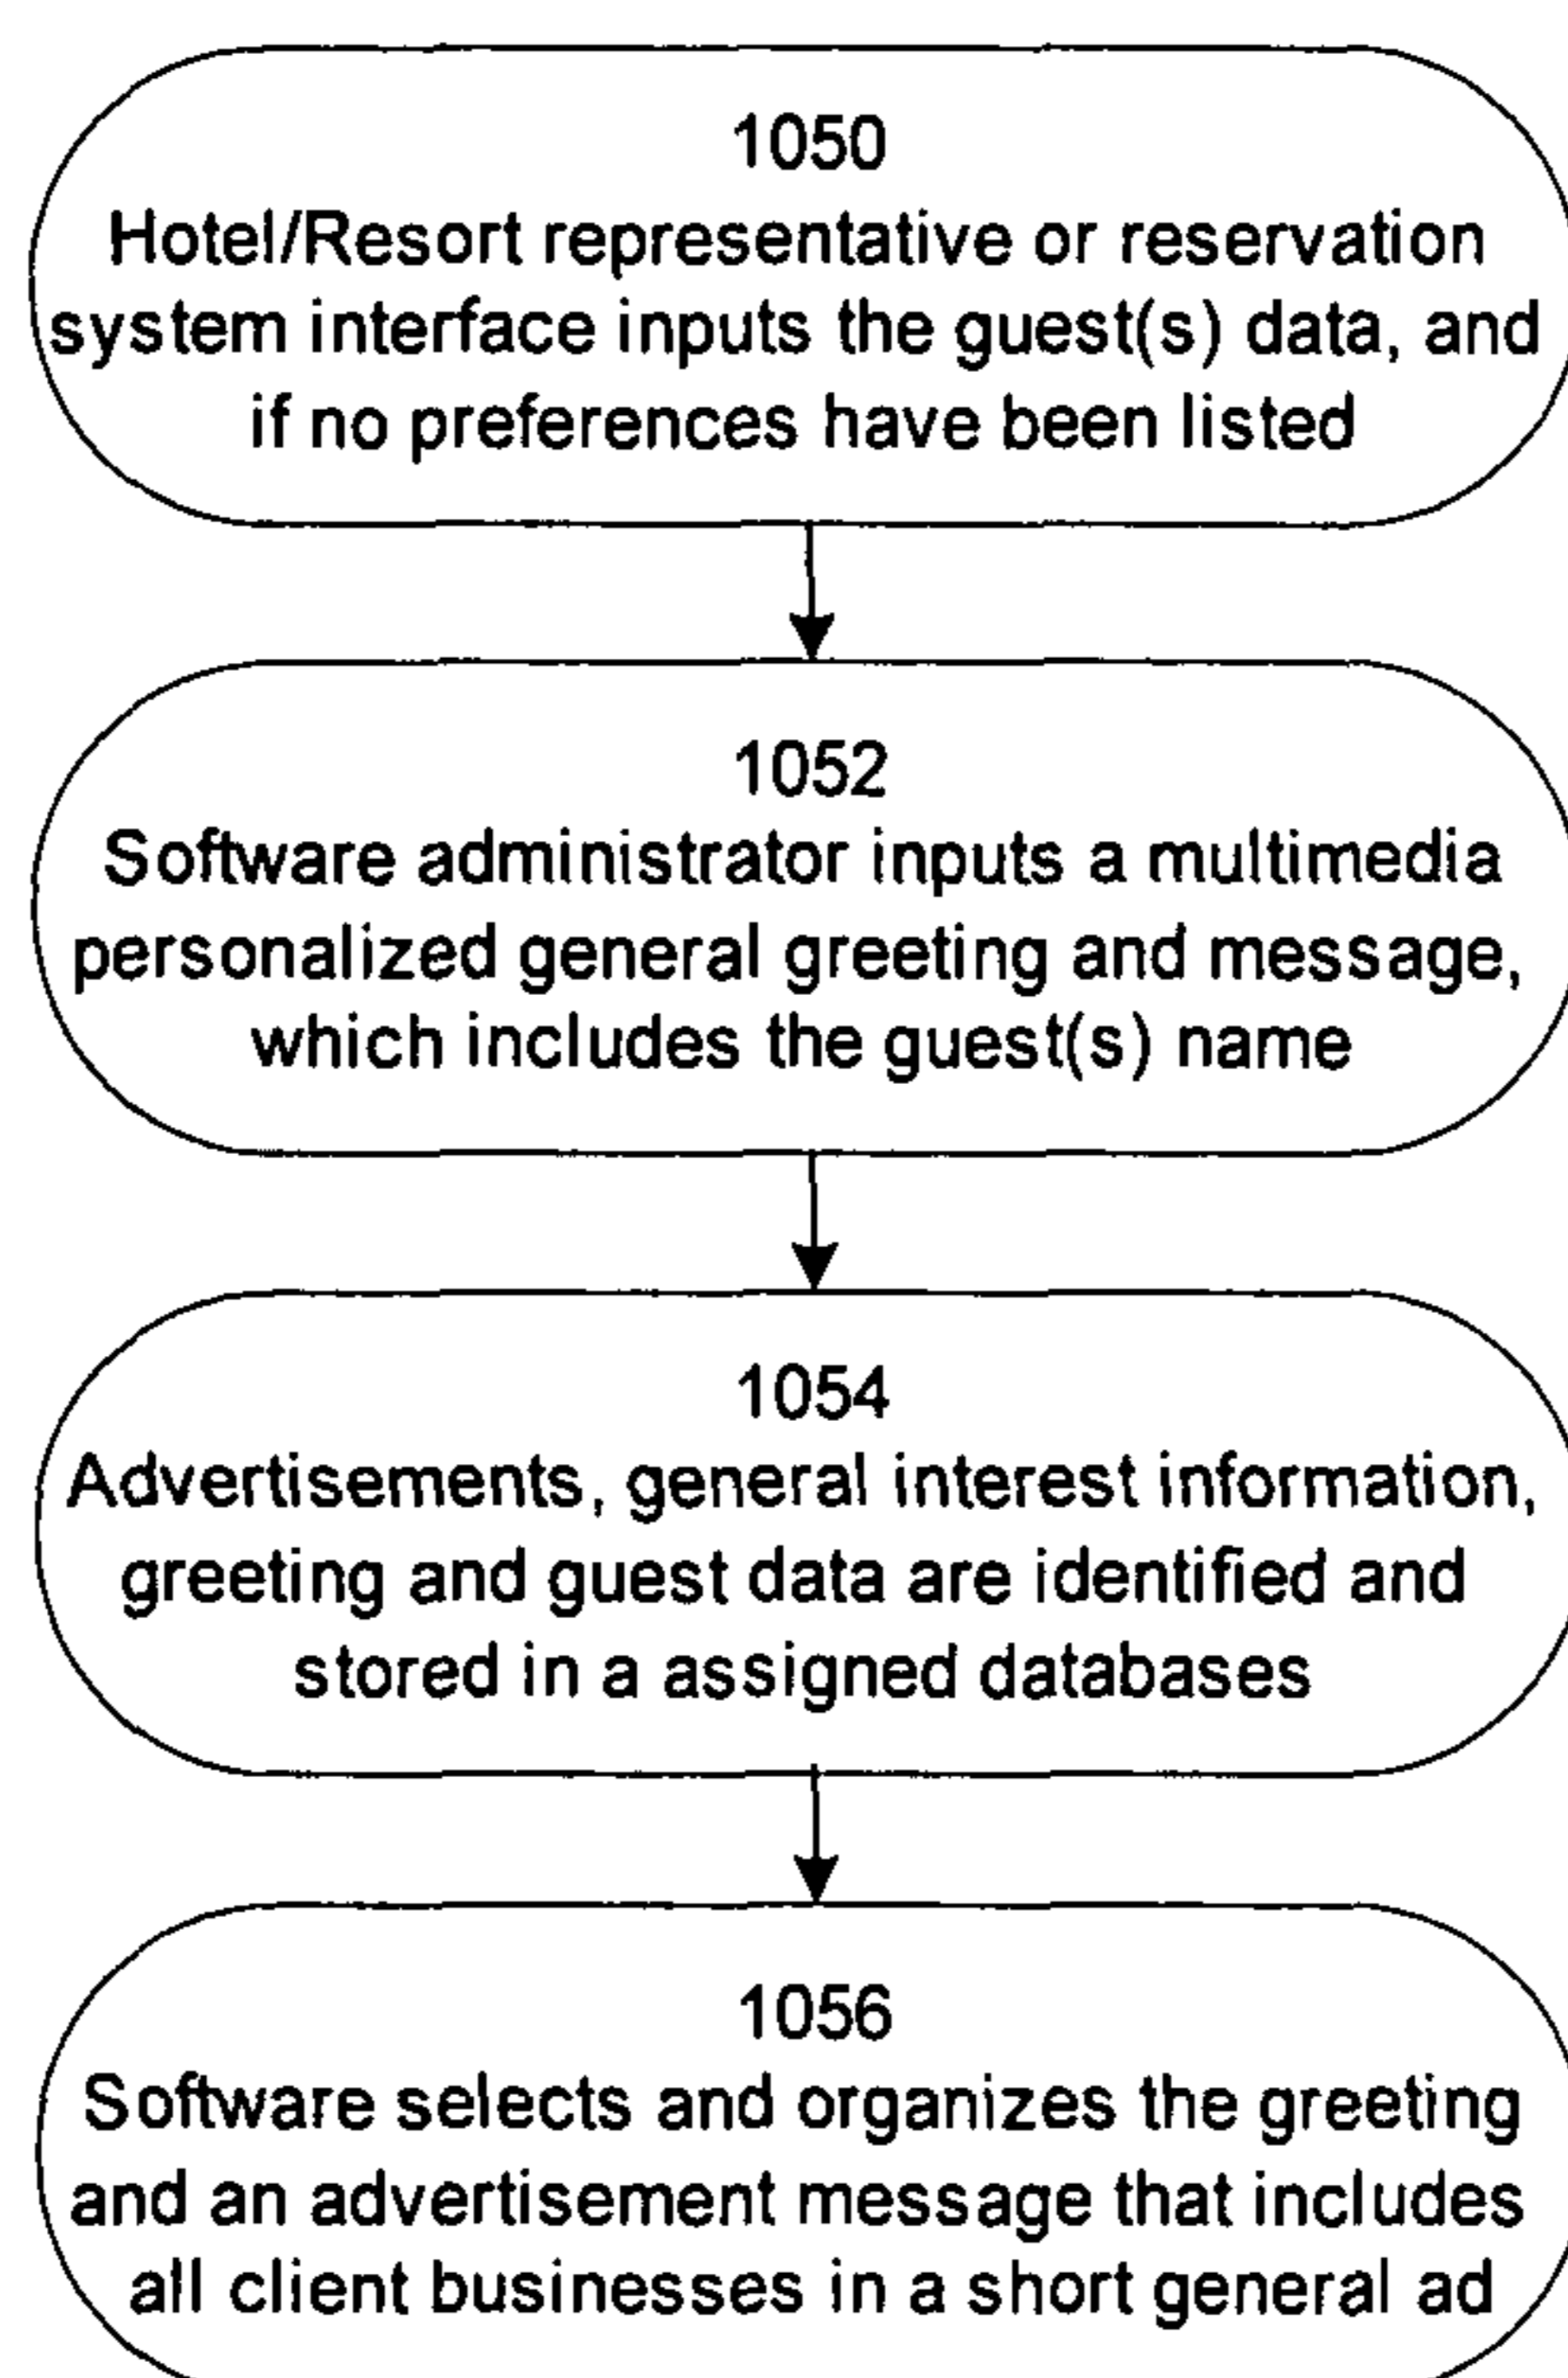 1050
Hotel/Resort representative or reservation
system interface inputs the guest(s) data, and
if no preferences have been listed
1052
Software administrator inputs a multimedia
personalized general greeting and message,
which includes the guest(s) name
1054
Advertisements, general interest information,
greeting and guest data are identified and
stored in a assigned databases
1056
Software selects and organizes the greeting
and an advertisement message that includes
all client businesses in a short general ad